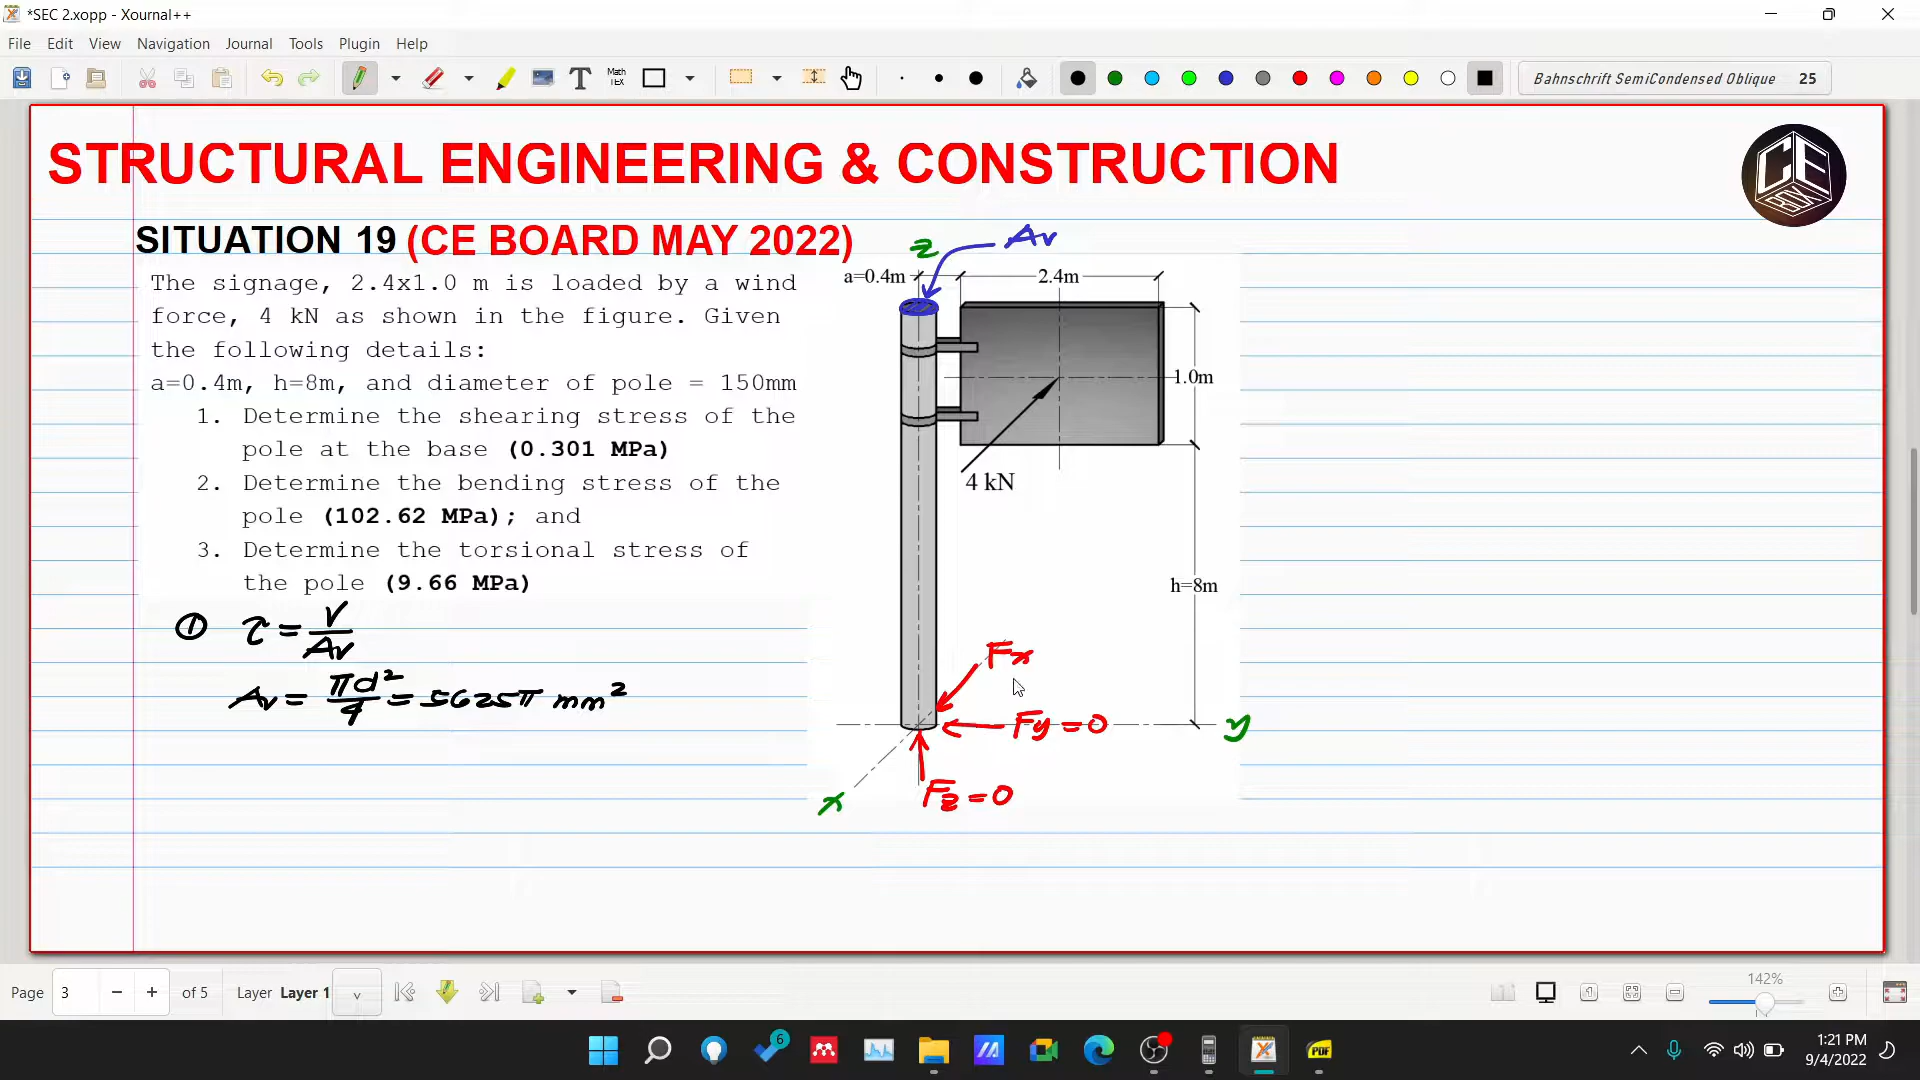 *SEC 2.xopp - Xournal++
File Edit View Navigation Journal Tools Plugin Help
Math TEX
Bahnschrift SemiCondensed Oblique 25
STRUCTURAL ENGINEERING & CONSTRUCTION
CE BOX
SITUATION 19 (CE BOARD MAY 2022)
The signage, 2.4x1.0 m is loaded by a wind
force, 4 kN as shown in the figure. Given
the following details:
a=0.4m, h=8m, and diameter of pole = 150mm
1. Determine the shearing stress of the
pole at the base (0.301 MPa)
2. Determine the bending stress of the
pole (102.62 MPa); and
3. Determine the torsional stress of
the pole (9.66 MPa)
① τ = V/Av
Av = πd²/4 = 5625π mm²
z
Av
a=0.4m
2.4m
1.0m
4 kN
h=8m
Fx
Fy = 0
y
Fz = 0
x
Page 3 of 5 Layer Layer 1
142%
6
PDF
1:21 PM
9/4/2022